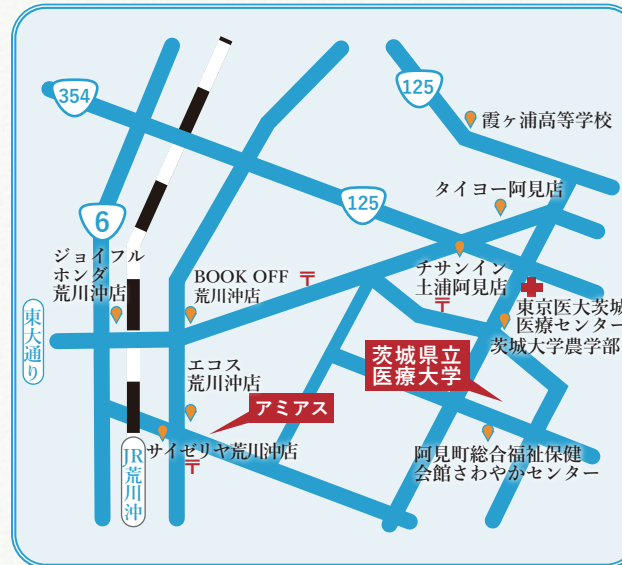 354
125
霞ヶ浦高等学校
タイヨー阿見店
125
6
ジョイフル
ホンダ
荒川沖店
BOOK OFF
荒川沖店
チサンイン
土浦阿見店
東京医大茨城
医療センター
茨城大学農学部
東大通り
エコス
荒川沖店
茨城県立
医療大学
アミアス
サイゼリヤ荒川沖店
JR荒川沖
阿見町総合福祉保健
会館さわやかセンター